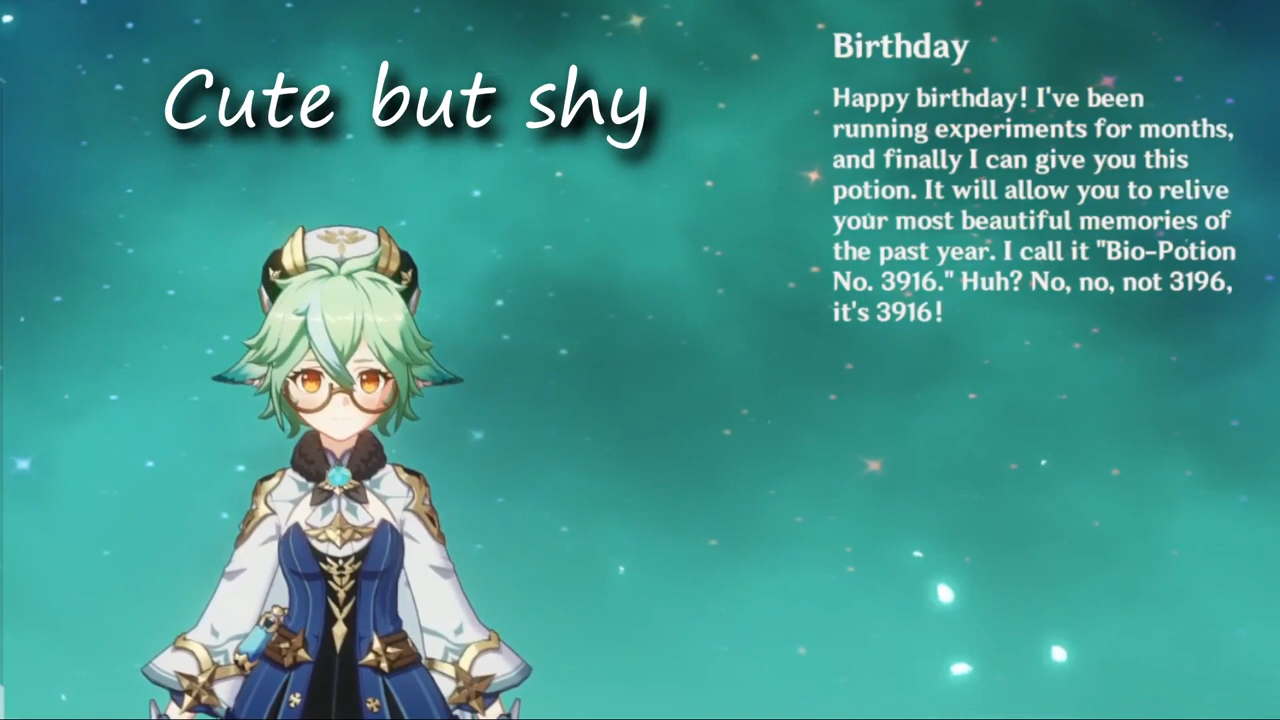 Cute but shy
Birthday
Happy birthday! I've been
running experiments for months,
and finally I can give you this
potion. It will allow you to relive
your most beautiful memories of
the past year. I call it "Bio-Potion
No. 3916." Huh? No, no, not 3196,
it's 3916!